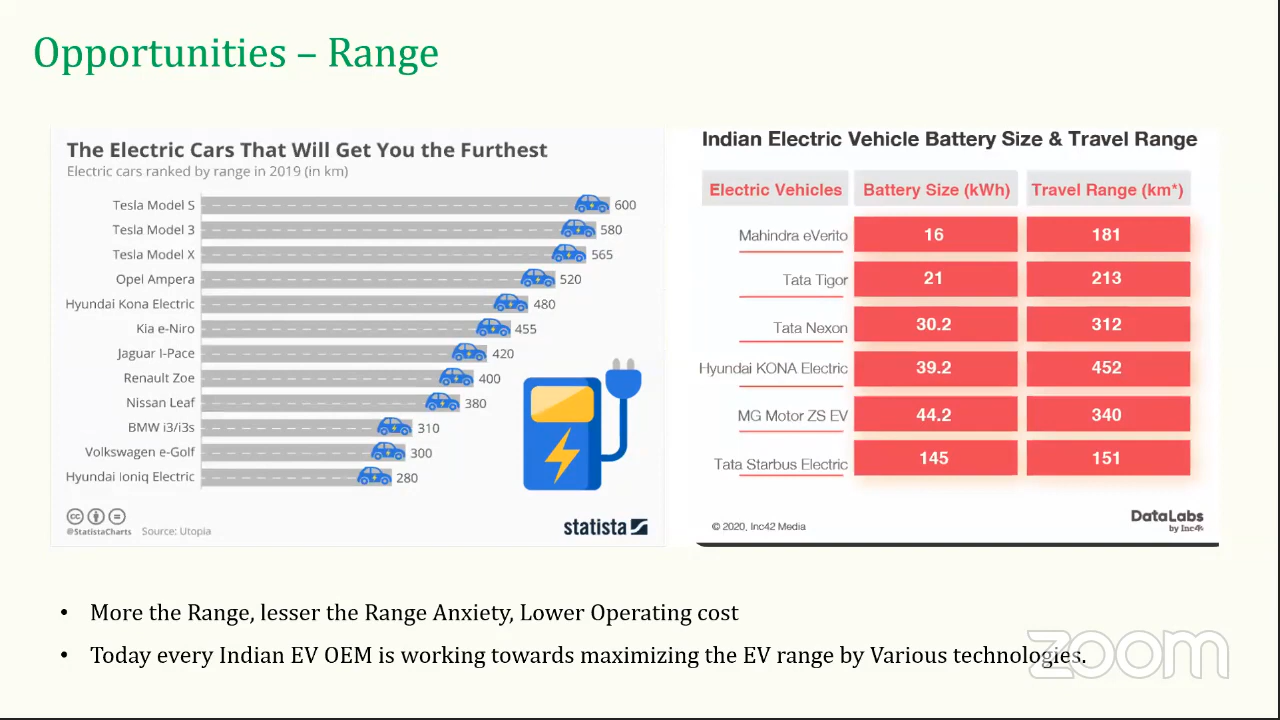 Opportunities – Range
The Electric Cars That Will Get You the Furthest
Electric cars ranked by range in 2019 (in km)
Tesla Model S 600
Tesla Model 3 580
Tesla Model X 565
Opel Ampera 520
Hyundai Kona Electric 480
Kia e-Niro 455
Jaguar I-Pace 420
Renault Zoe 400
Nissan Leaf 380
BMW i3/i3s 310
Volkswagen e-Golf 300
Hyundai Ioniq Electric 280
@StatistaCharts Source: Utopia
statista
Indian Electric Vehicle Battery Size & Travel Range
Electric Vehicles Battery Size (kWh) Travel Range (km*)
Mahindra eVerito 16 181
Tata Tigor 21 213
Tata Nexon 30.2 312
Hyundai KONA Electric 39.2 452
MG Motor ZS EV 44.2 340
Tata Starbus Electric 145 151
© 2020, Inc42 Media
DataLabs
by Inc42
• More the Range, lesser the Range Anxiety, Lower Operating cost
• Today every Indian EV OEM is working towards maximizing the EV range by Various technologies.
zoom